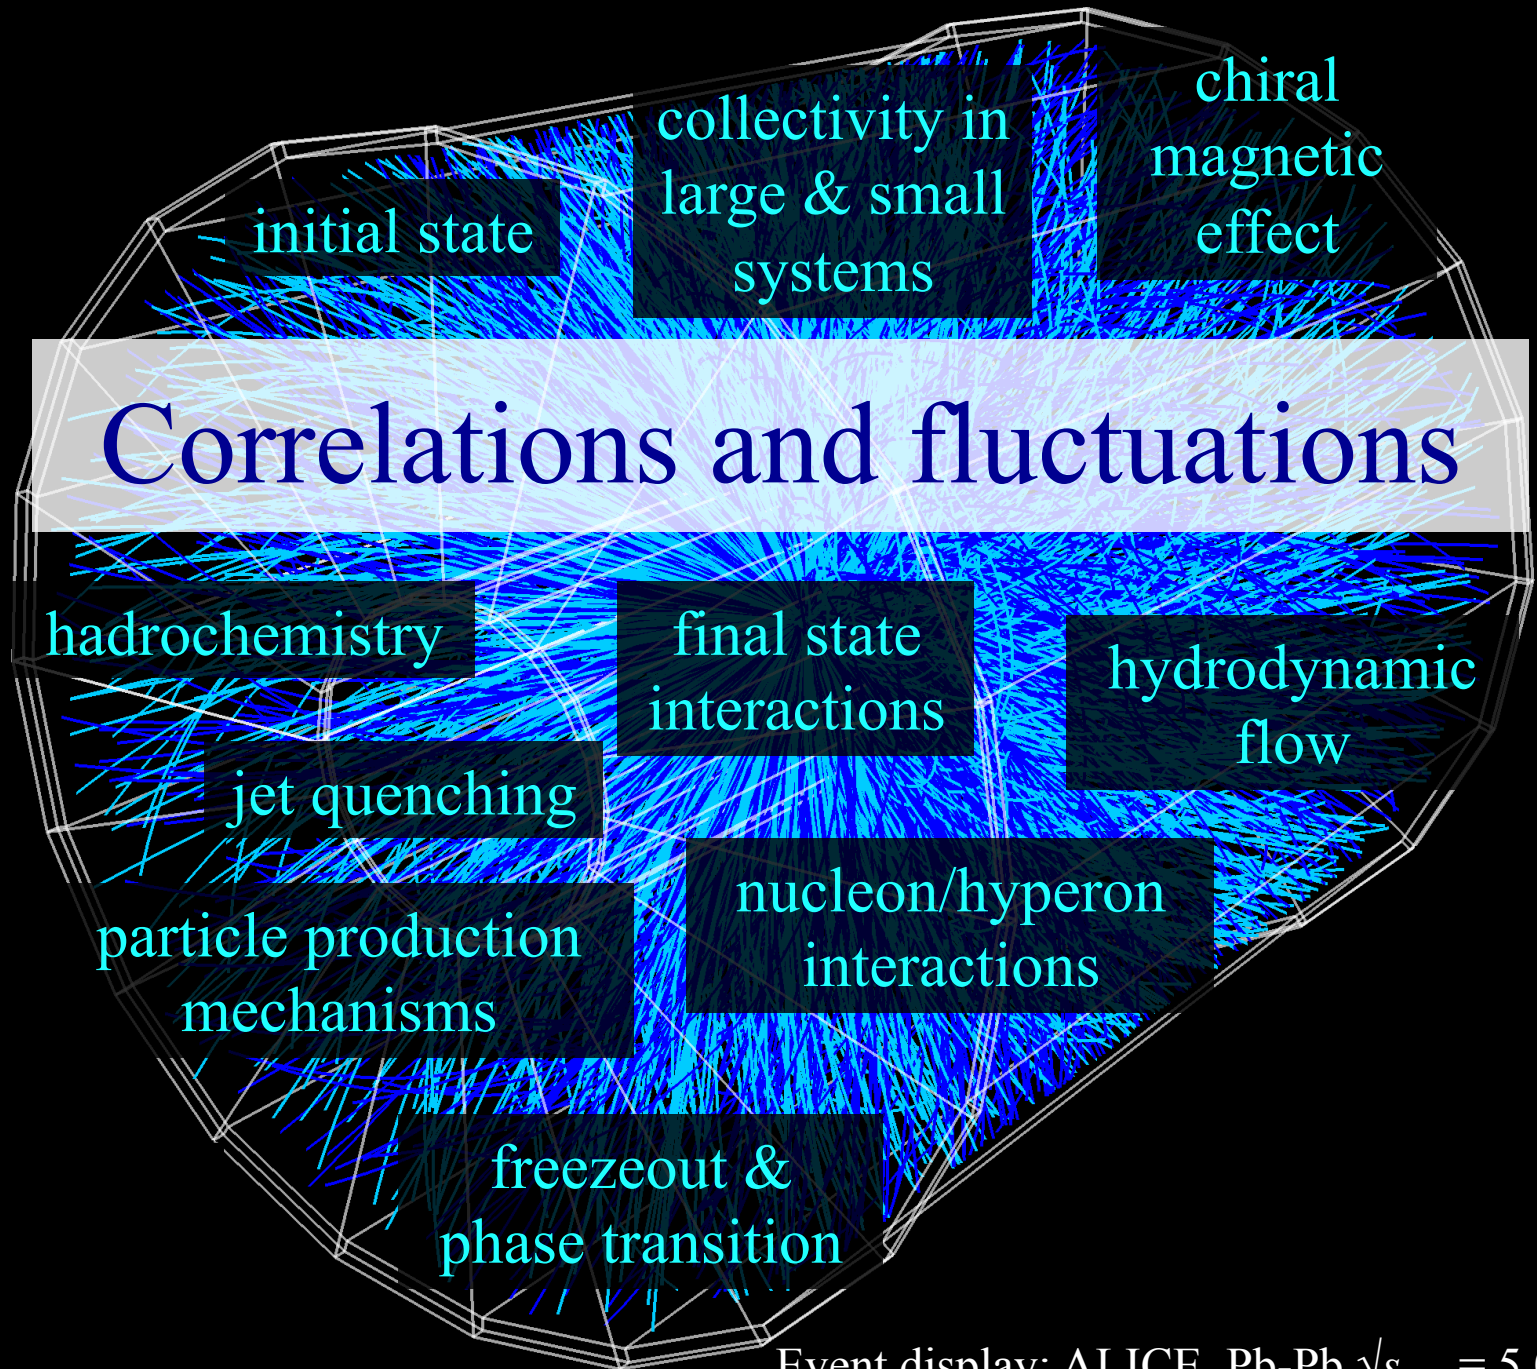 chiral
magnetic
effect
collectivity in
large & small
systems
initial state
Correlations and fluctuations
hadrochemistry
final state
interactions
hydrodynamic
flow
jet quenching
nucleon/hyperon
interactions
particle production
mechanisms
freezeout &
phase transition
Event display: ALICE, Pb-Pb √s = 5